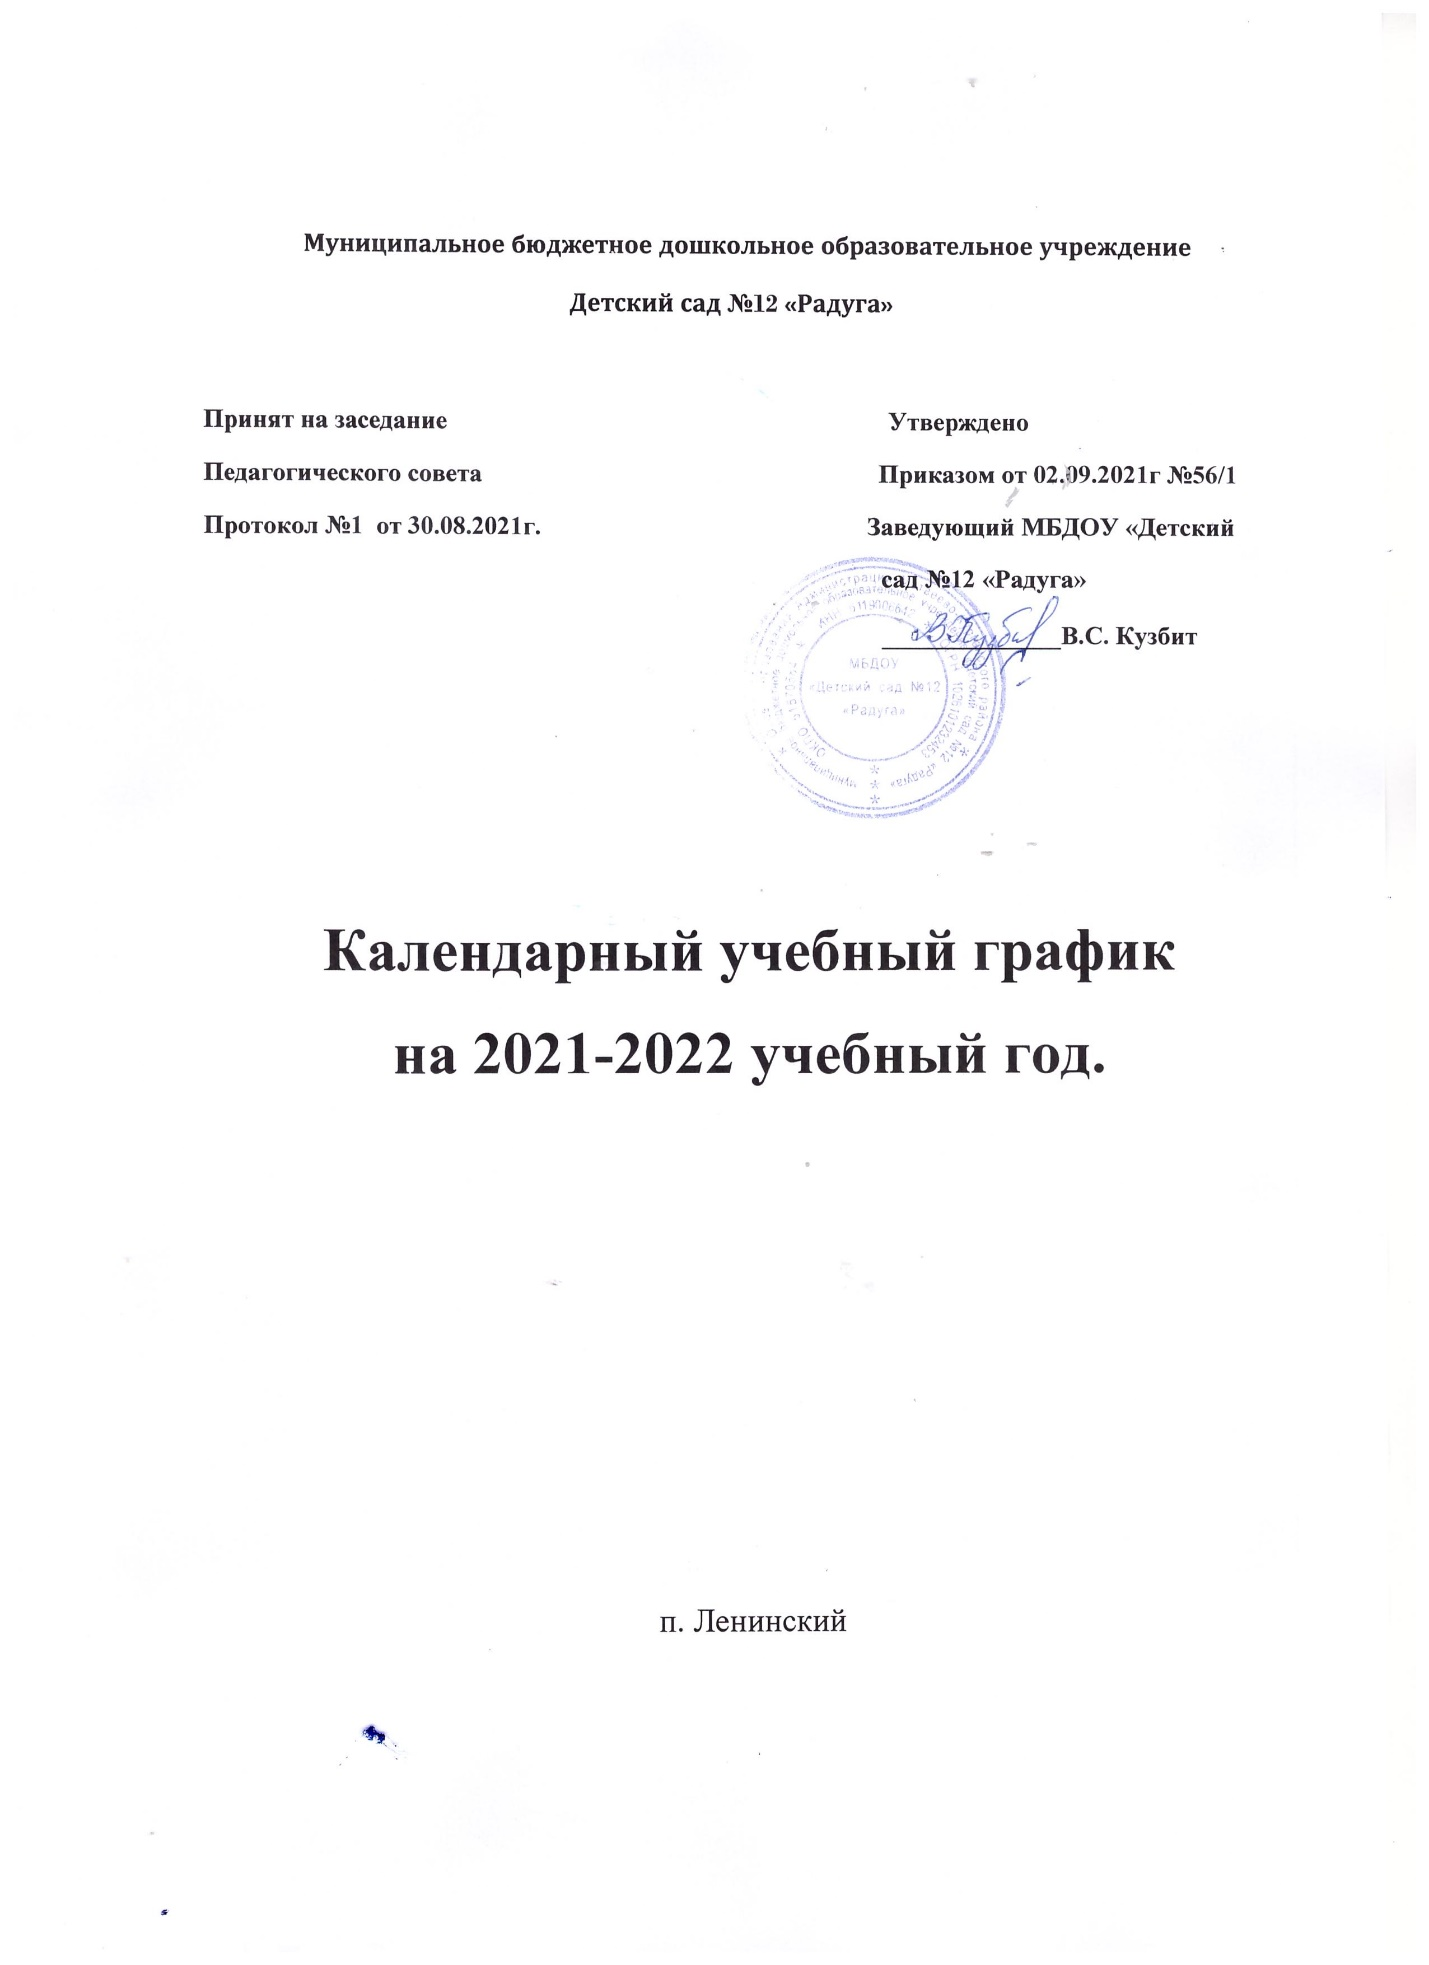 Муниципальное бюджетное дошкольное образовательное учреждение
Детский сад №12 «Радуга»
Принят на заседание
Педагогического совета
Протокол №1 от 30.08.2021г.
Утверждено
Приказом от 02.09.2021г №56/1
Заведующий МБДОУ «Детский
сад №12 «Радуга»
В.С. Кузбит
МБДОУ
«Детский сад №12
«Радуга»
Календарный учебный график
на 2021-2022 учебный год.
п. Ленинский